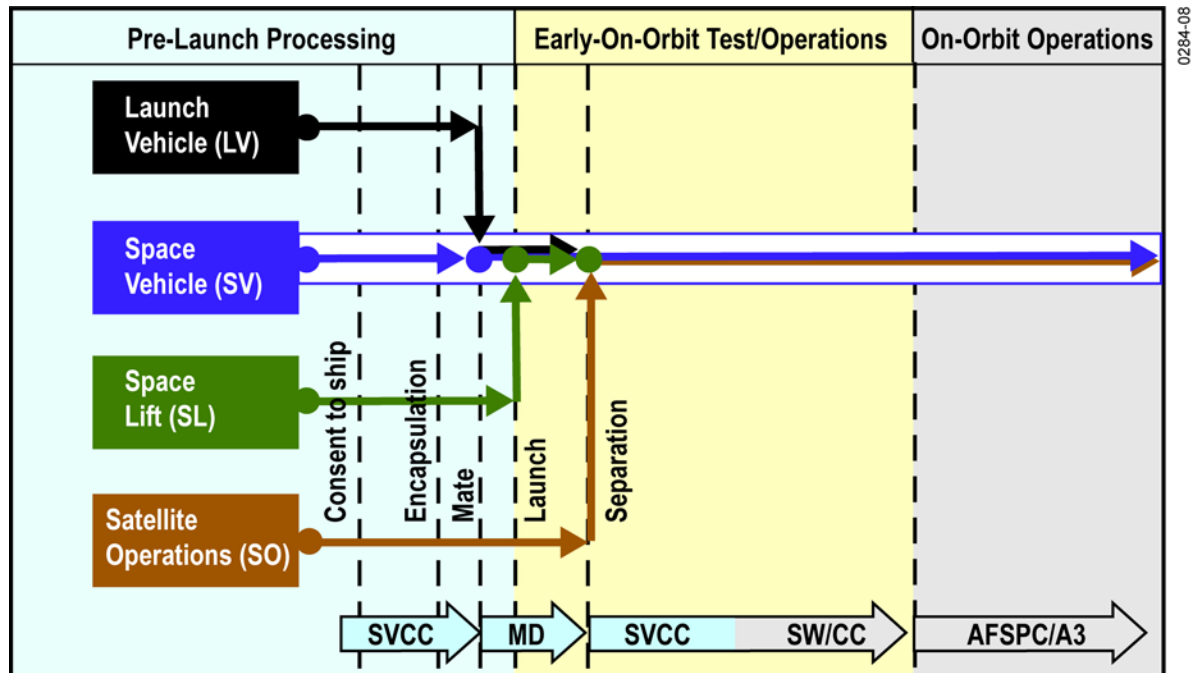 Pre-Launch Processing
Early-On-Orbit Test/Operations
On-Orbit Operations
0284-08
Launch
Vehicle (LV)
Space
Vehicle (SV)
Space
Lift (SL)
Satellite
Operations (SO)
Consent to ship
Encapsulation
Mate
Launch
Separation
SVCC
MD
SVCC
SW/CC
AFSPC/A3